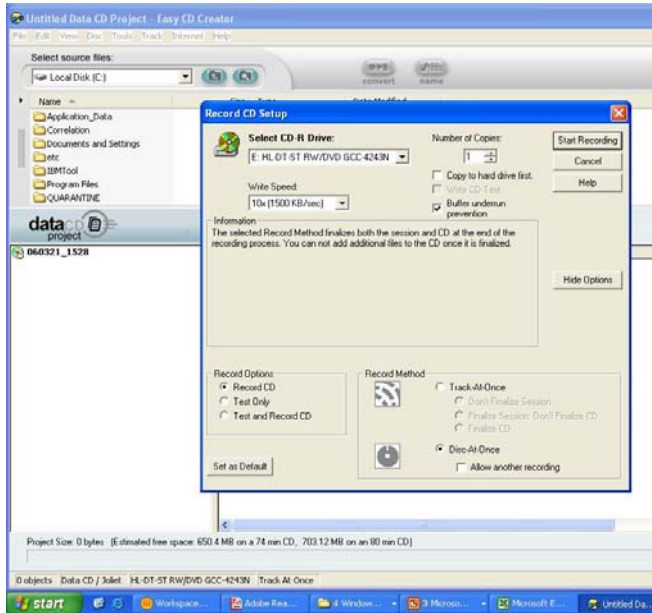 Untitled Data CD Project - Easy CD Creator
File Edit View Disc Tools Track Internet Help
Select source files:
Local Disk (C:)
convert
name
Name
Size
Type
Date Modified
Application_Data
Correlation
Documents and Settings
etc
IBMTool
Program Files
QUARANTINE
datacd
project
060321_1528
Record CD Setup
Select CD-R Drive:
E: HL-DT-ST RW/DVD GCC-4243N
Write Speed:
10x (1500 KB/sec)
Number of Copies:
1
Copy to hard drive first.
Write CD Text
Buffer underrun
prevention
Start Recording
Cancel
Help
Information
The selected Record Method finalizes both the session and CD at the end of the
recording process. You can not add additional files to the CD once it is finalized.
Hide Options
Record Options
Record CD
Test Only
Test and Record CD
Set as Default
Record Method
Track-At-Once
Don't Finalize Session
Finalize Session. Don't Finalize CD
Finalize CD
Disc-At-Once
Allow another recording
Project Size: 0 bytes (Estimated free space: 650.4 MB on a 74 min CD, 703.12 MB on an 80 min CD)
0 objects Data CD / Joliet HL-DT-ST RW/DVD GCC-4243N Track At Once
start
Workspace...
Adobe Rea...
4 Window...
3 Microso...
Microsoft E...
Untitled Da...